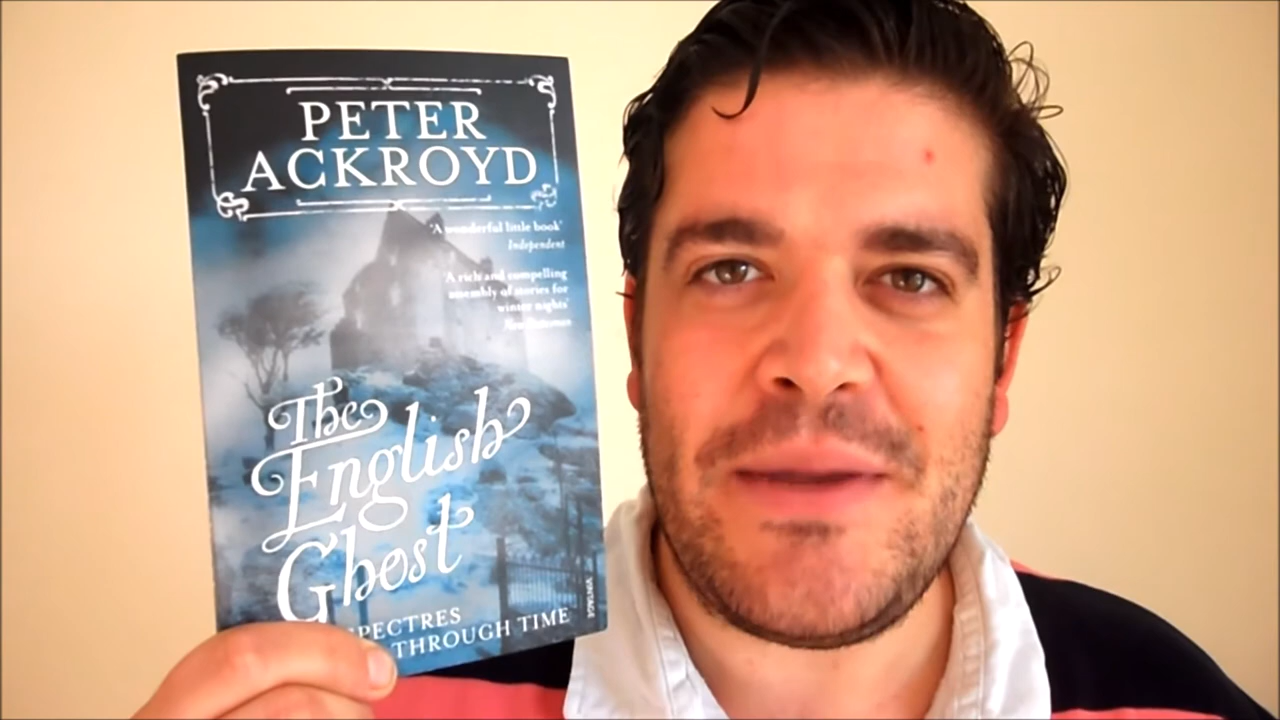 PETER
ACKROYD
'A wonderful little book'
Independent
'A rich and compelling
assembly of stories for
winter nights'
The
English
Ghost
SPECTRES
THROUGH TIME
VINTAGE